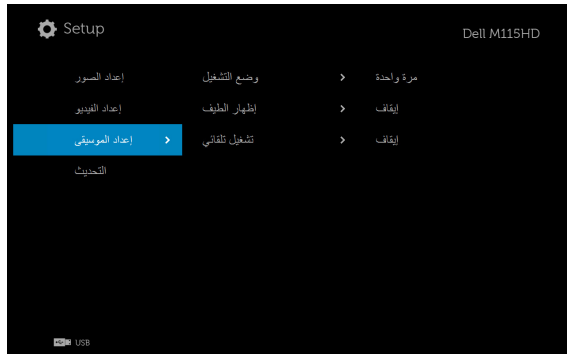 Setup
Dell M115HD
إعداد الصور
وضع التشغيل > مرة واحدة
إعداد الفيديو
إظهار الطيف > إيقاف
إعداد الموسيقى >
تشغيل تلقائي > إيقاف
التحديث
USB